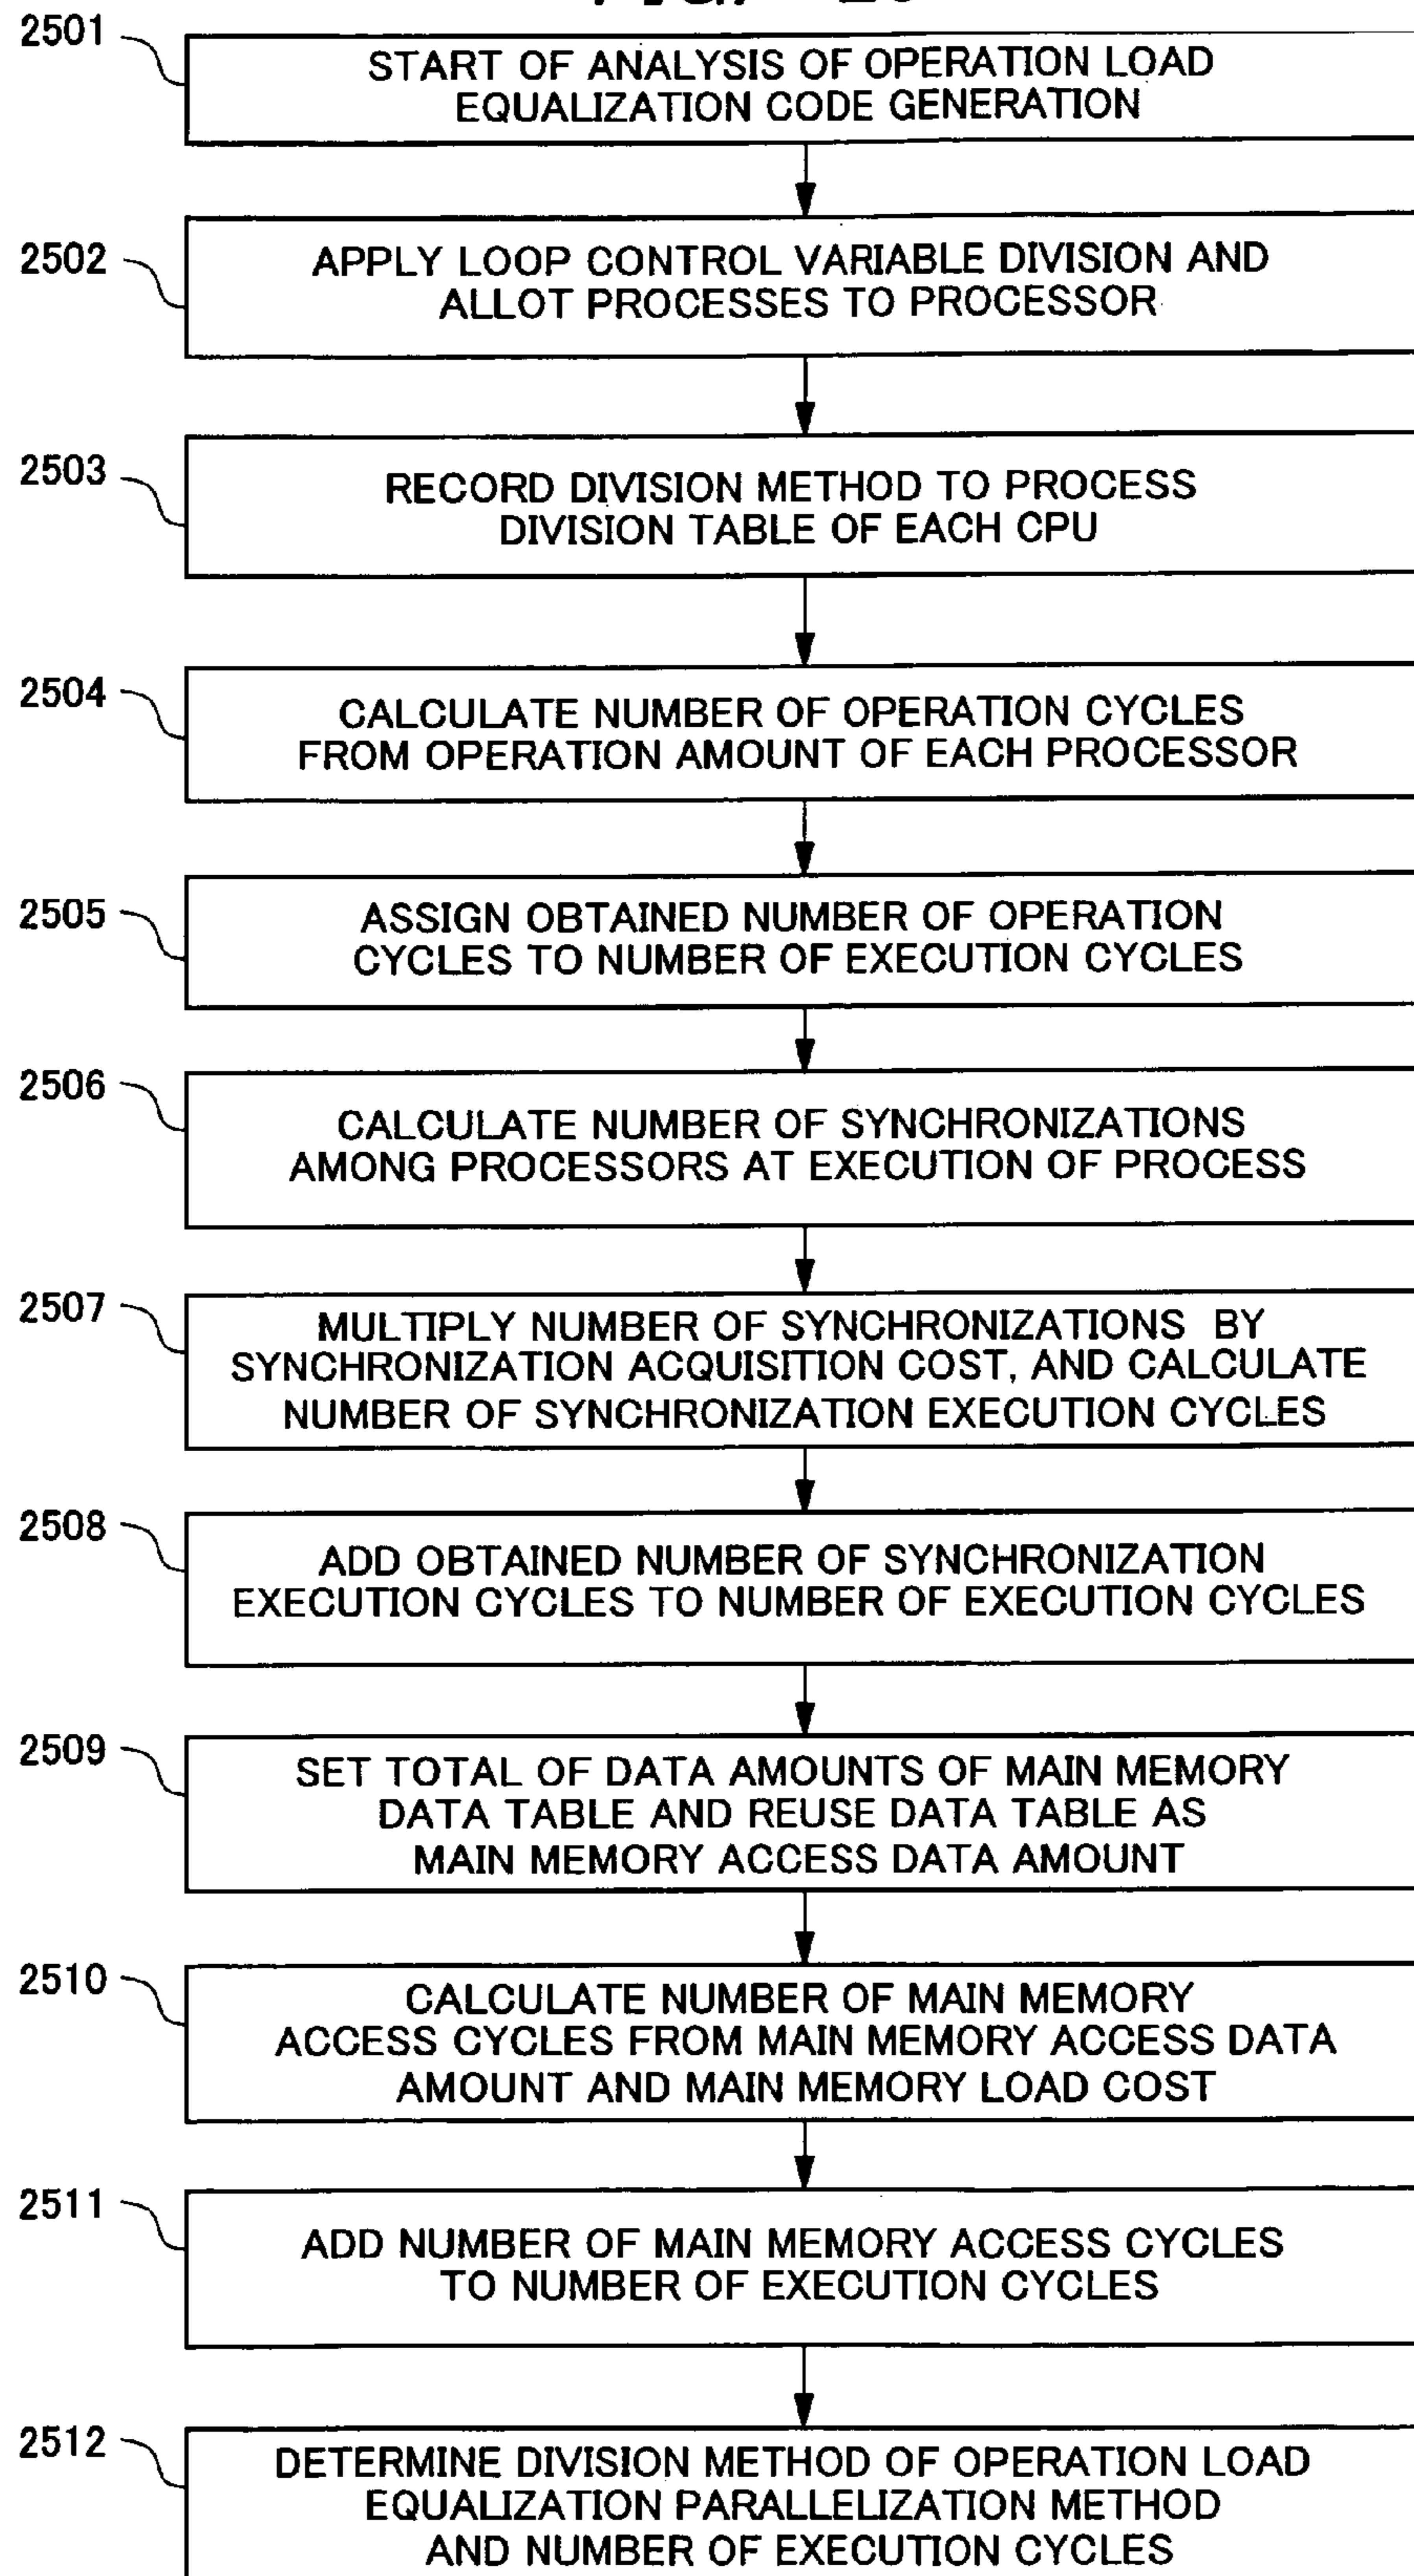 2501
START OF ANALYSIS OF OPERATION LOAD
EQUALIZATION CODE GENERATION
2502
APPLY LOOP CONTROL VARIABLE DIVISION AND
ALLOT PROCESSES TO PROCESSOR
2503
RECORD DIVISION METHOD TO PROCESS
DIVISION TABLE OF EACH CPU
2504
CALCULATE NUMBER OF OPERATION CYCLES
FROM OPERATION AMOUNT OF EACH PROCESSOR
2505
ASSIGN OBTAINED NUMBER OF OPERATION
CYCLES TO NUMBER OF EXECUTION CYCLES
2506
CALCULATE NUMBER OF SYNCHRONIZATIONS
AMONG PROCESSORS AT EXECUTION OF PROCESS
2507
MULTIPLY NUMBER OF SYNCHRONIZATIONS BY
SYNCHRONIZATION ACQUISITION COST, AND CALCULATE
NUMBER OF SYNCHRONIZATION EXECUTION CYCLES
2508
ADD OBTAINED NUMBER OF SYNCHRONIZATION
EXECUTION CYCLES TO NUMBER OF EXECUTION CYCLES
2509
SET TOTAL OF DATA AMOUNTS OF MAIN MEMORY
DATA TABLE AND REUSE DATA TABLE AS
MAIN MEMORY ACCESS DATA AMOUNT
2510
CALCULATE NUMBER OF MAIN MEMORY
ACCESS CYCLES FROM MAIN MEMORY ACCESS DATA
AMOUNT AND MAIN MEMORY LOAD COST
2511
ADD NUMBER OF MAIN MEMORY ACCESS CYCLES
TO NUMBER OF EXECUTION CYCLES
2512
DETERMINE DIVISION METHOD OF OPERATION LOAD
EQUALIZATION PARALLELIZATION METHOD
AND NUMBER OF EXECUTION CYCLES